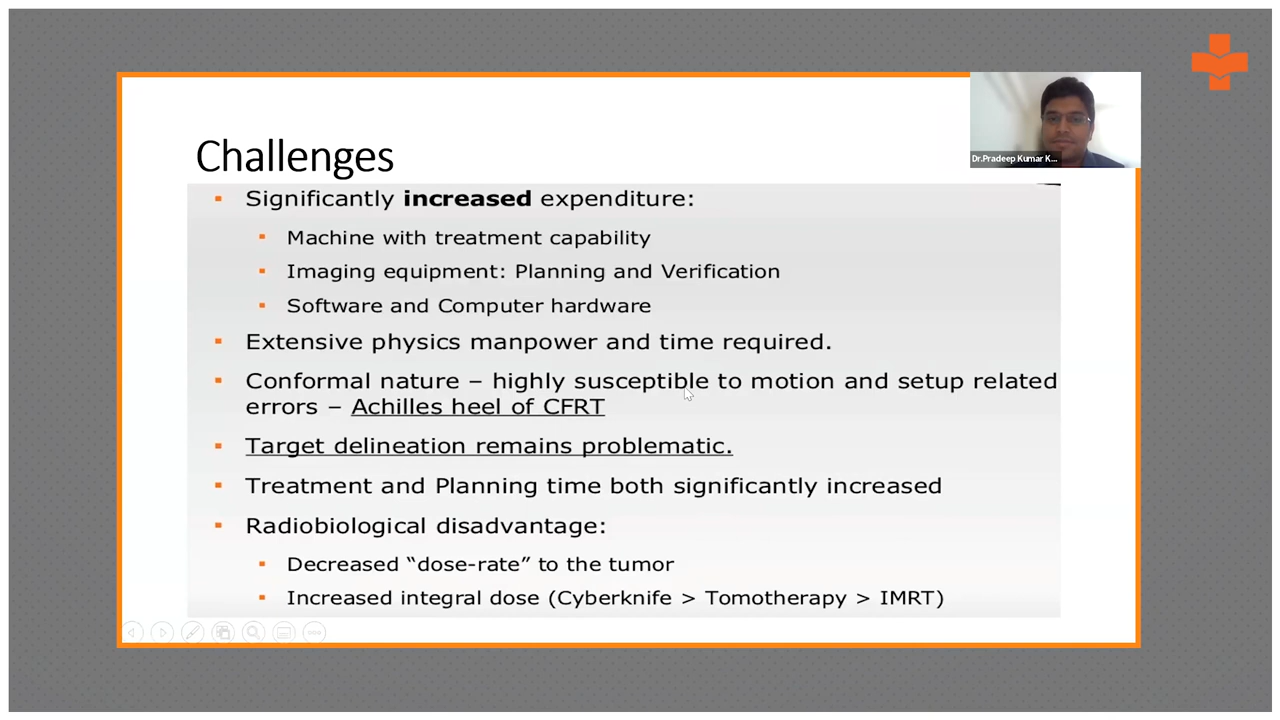 Dr.Pradeep Kumar K...
Challenges
Significantly increased expenditure:
Machine with treatment capability
Imaging equipment: Planning and Verification
Software and Computer hardware
Extensive physics manpower and time required.
Conformal nature – highly susceptible to motion and setup related
errors – Achilles heel of CFRT
Target delineation remains problematic.
Treatment and Planning time both significantly increased
Radiobiological disadvantage:
Decreased “dose-rate” to the tumor
Increased integral dose (Cyberknife > Tomotherapy > IMRT)